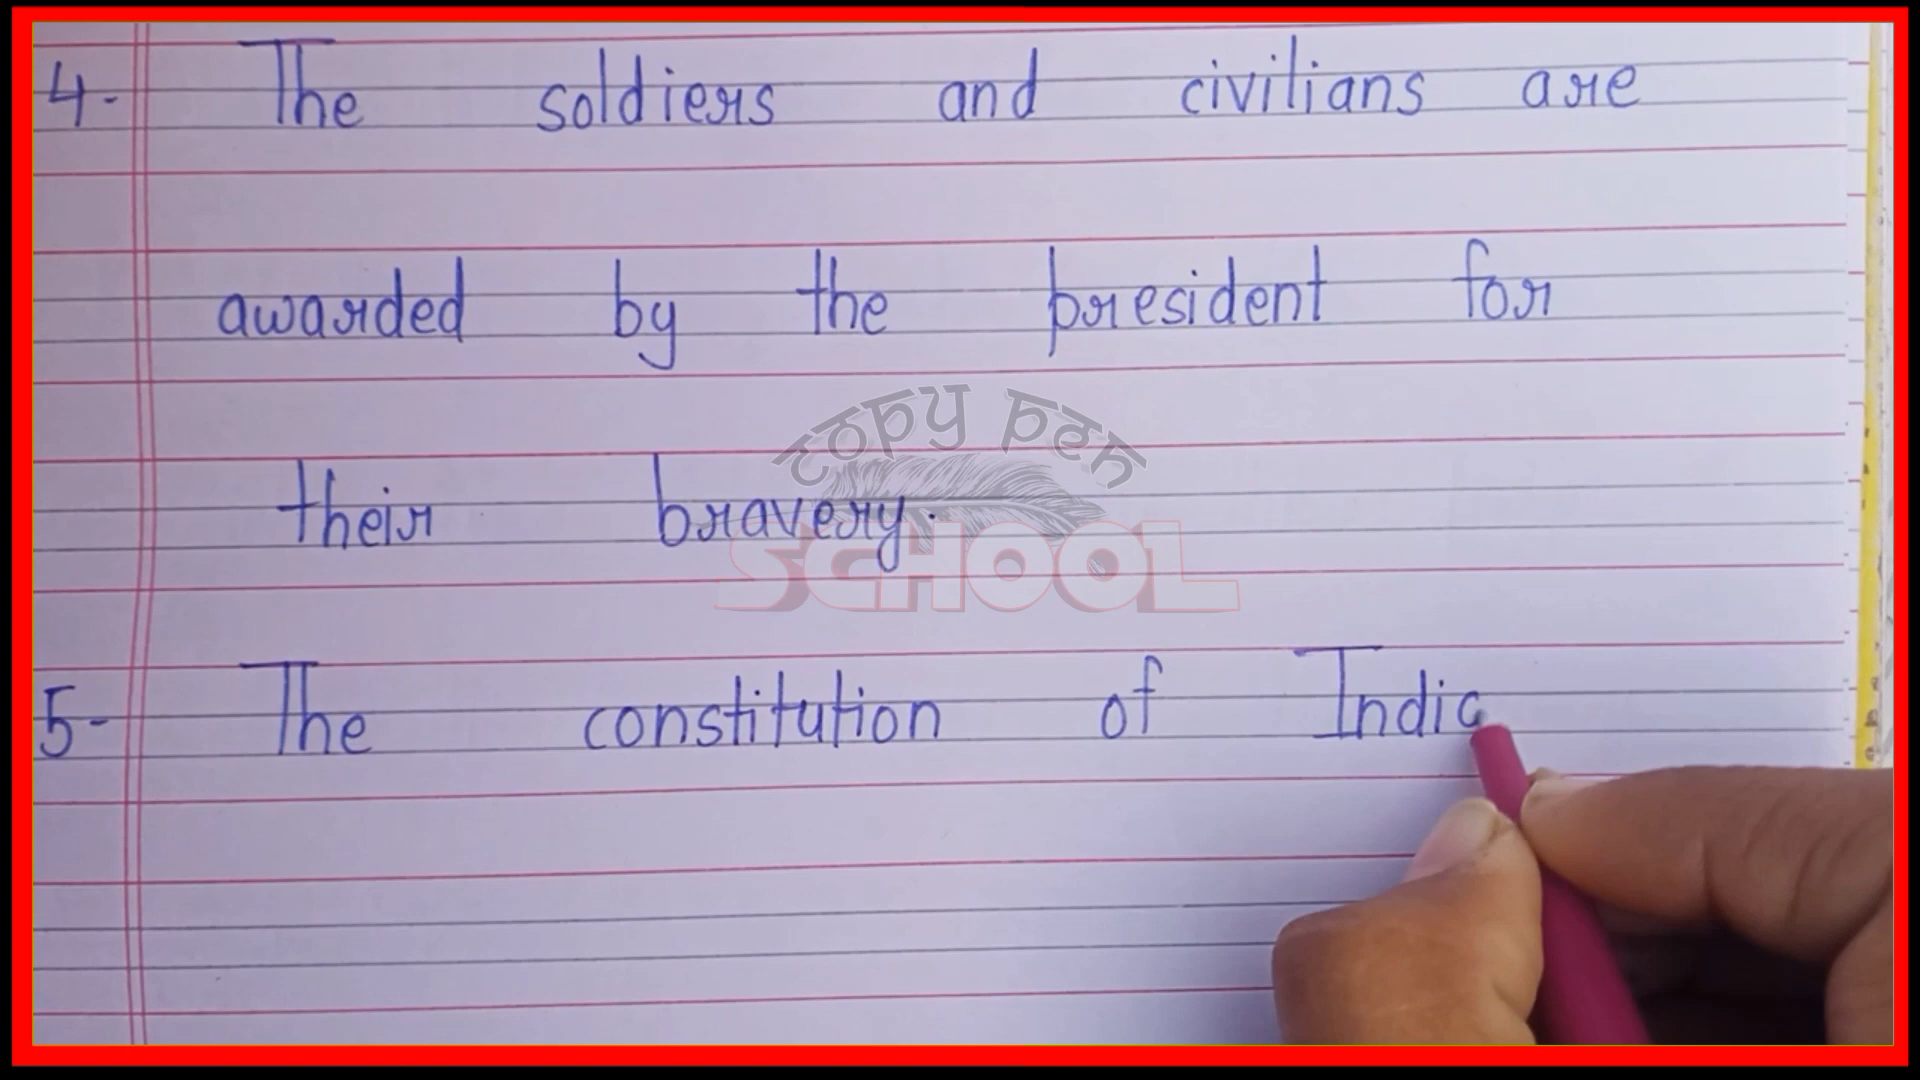 4- The soldiers and civilians are
awarded by the president for
copy pen
their bravery.
SCHOOL
5- The constitution of India